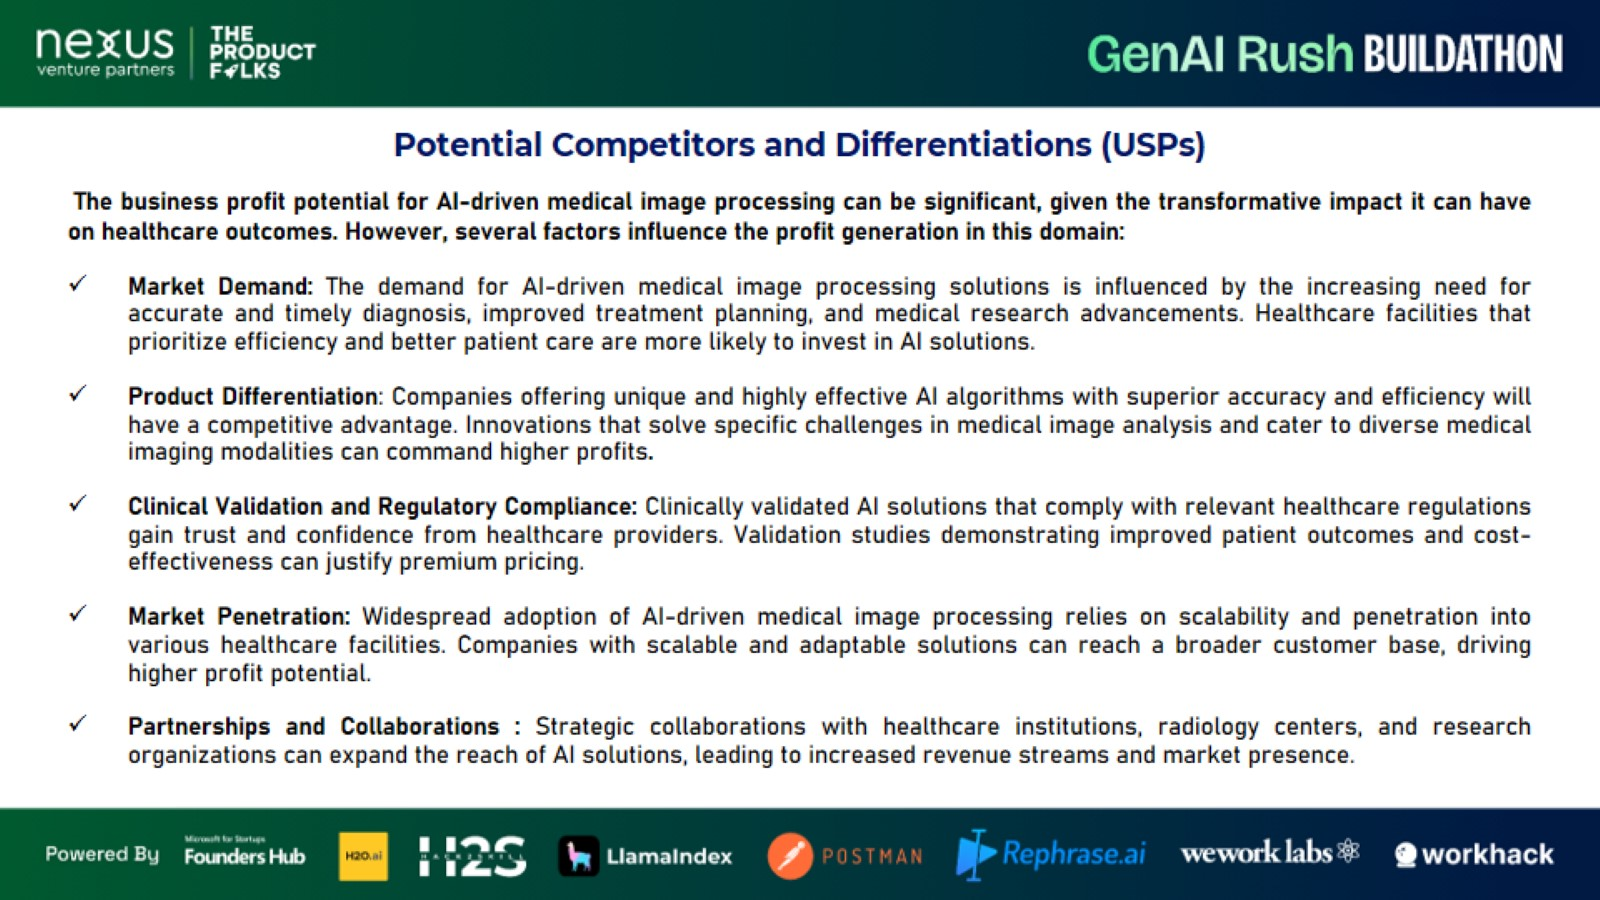 nexus
venture partners
THE
PRODUCT
FOLKS
GenAI Rush BUILDATHON
Potential Competitors and Differentiations (USPs)
The business profit potential for AI-driven medical image processing can be significant, given the transformative impact it can have
on healthcare outcomes. However, several factors influence the profit generation in this domain:
✓ Market Demand: The demand for AI-driven medical image processing solutions is influenced by the increasing need for
accurate and timely diagnosis, improved treatment planning, and medical research advancements. Healthcare facilities that
prioritize efficiency and better patient care are more likely to invest in AI solutions.
✓ Product Differentiation: Companies offering unique and highly effective AI algorithms with superior accuracy and efficiency will
have a competitive advantage. Innovations that solve specific challenges in medical image analysis and cater to diverse medical
imaging modalities can command higher profits.
✓ Clinical Validation and Regulatory Compliance: Clinically validated AI solutions that comply with relevant healthcare regulations
gain trust and confidence from healthcare providers. Validation studies demonstrating improved patient outcomes and cost-
effectiveness can justify premium pricing.
✓ Market Penetration: Widespread adoption of AI-driven medical image processing relies on scalability and penetration into
various healthcare facilities. Companies with scalable and adaptable solutions can reach a broader customer base, driving
higher profit potential.
✓ Partnerships and Collaborations : Strategic collaborations with healthcare institutions, radiology centers, and research
organizations can expand the reach of AI solutions, leading to increased revenue streams and market presence.
Powered By
Microsoft for Startups
Founders Hub
H2O.ai
H2S
HACK2SKILL
LlamaIndex
POSTMAN
Rephrase.ai
wework labs
workhack